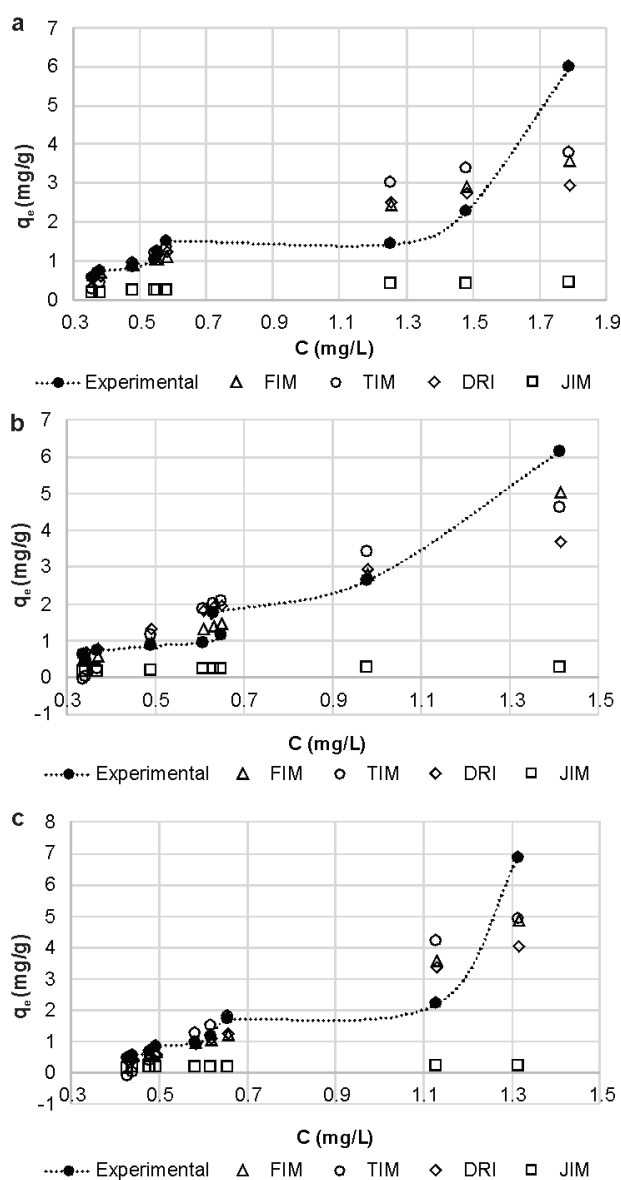 a
7
6
5
4
3
2
1
0
qe (mg/g)
0.3 0.5 0.7 0.9 1.1 1.3 1.5 1.7 1.9
C (mg/L)
Experimental FIM TIM DRI JIM
b
7
6
5
4
3
2
1
0
-1
qe (mg/g)
0.3 0.5 0.7 0.9 1.1 1.3 1.5
C (mg/L)
Experimental FIM TIM DRI JIM
c
8
7
6
5
4
3
2
1
0
-1
qe (mg/g)
0.3 0.5 0.7 0.9 1.1 1.3 1.5
C (mg/L)
Experimental FIM TIM DRI JIM